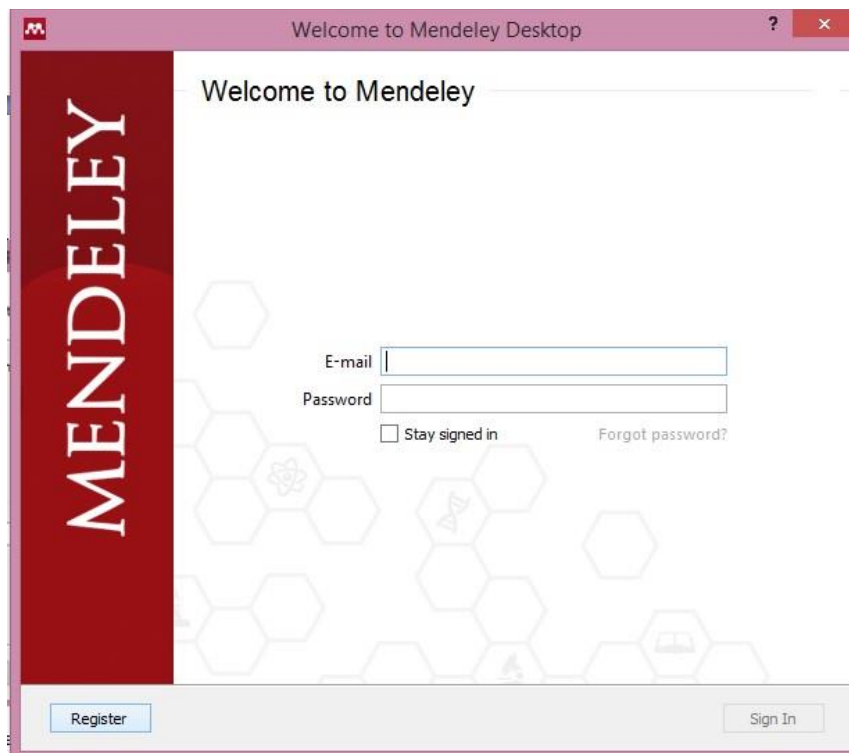 Welcome to Mendeley Desktop
?
Welcome to Mendeley
MENDELEY
E-mail
Password
Stay signed in
Forgot password?
Register
Sign In